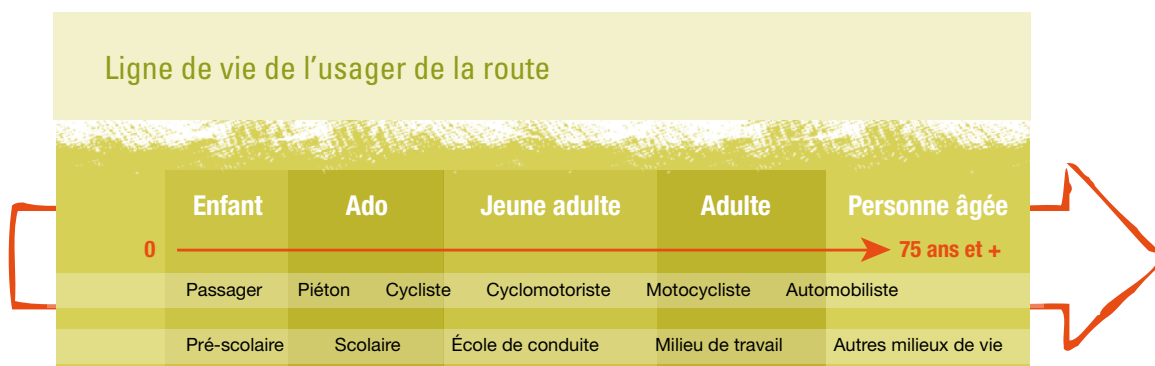 Ligne de vie de l'usager de la route
Enfant Ado Jeune adulte Adulte Personne âgée
0 75 ans et +
Passager Piéton Cycliste Cyclomotoriste Motocycliste Automobiliste
Pré-scolaire Scolaire École de conduite Milieu de travail Autres milieux de vie